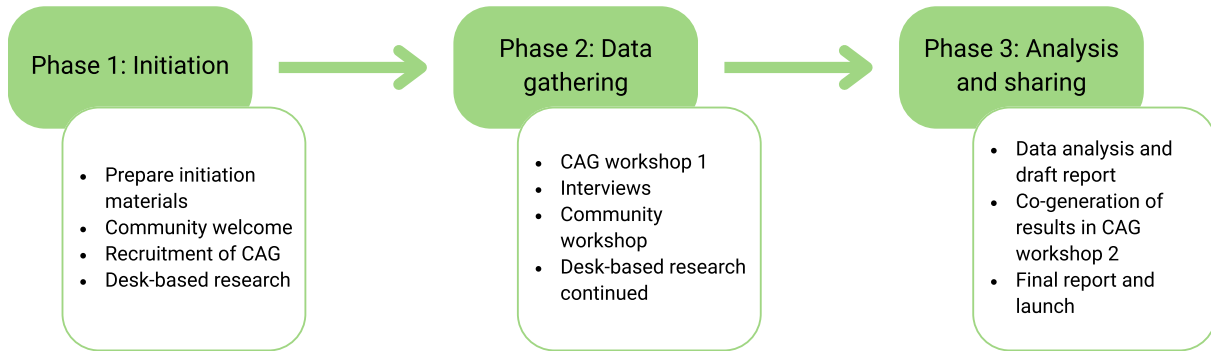 Phase 1: Initiation
• Prepare initiation
materials
• Community welcome
• Recruitment of CAG
• Desk-based research
Phase 2: Data
gathering
• CAG workshop 1
• Interviews
• Community
workshop
• Desk-based research
continued
Phase 3: Analysis
and sharing
• Data analysis and
draft report
• Co-generation of
results in CAG
workshop 2
• Final report and
launch